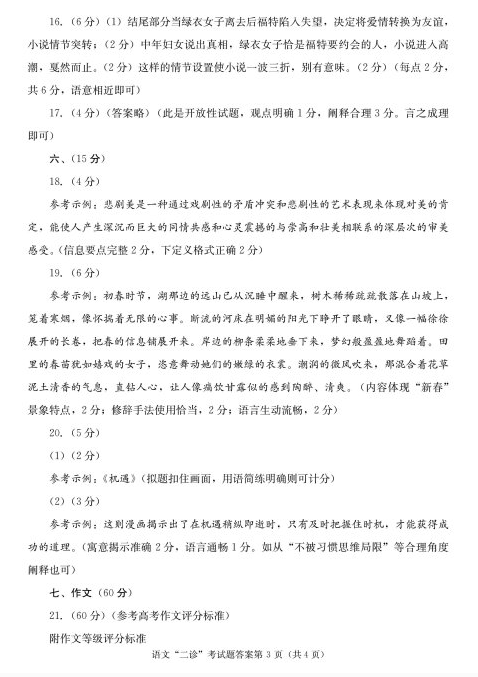 16.（6 分）（1）结尾部分当绿衣女子离去后福特陷入失望，决定将爱情转换为友谊，
小说情节突转；（2 分）中年妇女说出真相，绿衣女子恰是福特要约会的人，小说进入高
潮，戛然而止。（2 分）这样的情节设置使小说一波三折，别有意味。（2 分）（每点 2 分，
共 6 分，语意相近即可）
17.（4 分）（答案略）（此是开放性试题，观点明确 1 分，阐释合理 3 分。言之成理
即可）
六、（15 分）
18.（4 分）
参考示例：悲剧美是一种通过戏剧性的矛盾冲突和悲剧性的艺术表现来体现对美的肯
定，能使人产生深沉而巨大的同情共感和心灵震撼的与崇高和壮美相联系的深层次的审美
感受。（信息要点完整 2 分，下定义格式正确 2 分）
19.（6 分）
参考示例：初春时节，湖那边的远山已从沉睡中醒来，树木稀稀疏疏散落在山坡上，
笼着寒烟，像怀揣着无限的心事。断流的河床在明媚的阳光下睁开了眼睛，又像一幅徐徐
展开的长卷，把春的信息铺展开来。岸边的柳条柔柔地垂下来，梦幻般盈盈地舞蹈着。田
里的春苗犹如嬉戏的女子，恣意舞动她们的嫩绿的衣裳。潮润的微风吹来，那混合着花草
泥土清香的气息，直钻人心，让人像痛饮甘露似的感到陶醉、清爽。（内容体现“新春”
景象特点，2 分；修辞手法使用恰当，2 分；语言生动流畅，2 分）
20.（5 分）
（1）（2 分）
参考示例：《机遇》（拟题扣住画面，用语简练明确则可计分）
（2）（3 分）
参考示例：这则漫画揭示出了在机遇稍纵即逝时，只有及时把握住时机，才能获得成
功的道理。（寓意揭示准确 2 分，语言通畅 1 分。如从“不被习惯思维局限”等合理角度
阐释也可）
七、作文（60 分）
21.（60 分）（参考高考作文评分标准）
附作文等级评分标准
语文“二诊”考试题答案第 3 页（共 4 页）